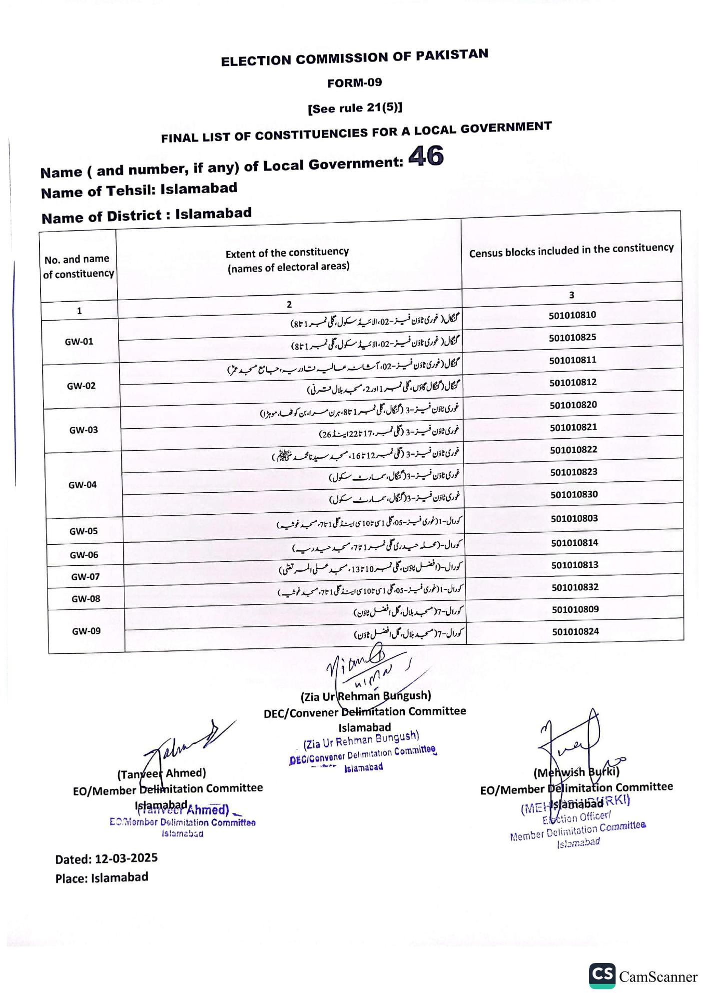 ELECTION COMMISSION OF PAKISTAN
FORM-09
[See rule 21(5)]
FINAL LIST OF CONSTITUENCIES FOR A LOCAL GOVERNMENT
Name ( and number, if any) of Local Government: 46
Name of Tehsil: Islamabad
Name of District : Islamabad
No. and name of constituency
Extent of the constituency
(names of electoral areas)
Census blocks included in the constituency
1 2 3
GW-01 گنگال( غوری ٹاؤن فیز-02، الائیڈ سکول، گلی نمبر 1 تا 8) 501010810
گنگال( غوری ٹاؤن فیز-02، الائیڈ سکول، گلی نمبر 1 تا 8) 501010825
GW-02 گنگال(غوری ٹاؤن فیز-02، آشانہ عالیہ قادریہ، جامع مسجد عمرؓ) 501010811
گنگال(گنگال گاؤں، گلی نمبر 1 اور 2، مسجد بلال قرنی) 501010812
GW-03 غوری ٹاؤن فیز-3 (گنگال، گلی نمبر 1 تا 8، ہرن سرا، بن کوٹھا، موہڑا) 501010820
غوری ٹاؤن فیز-3 (گلی نمبر، 17 تا 22 اینڈ 26) 501010821
GW-04 غوری ٹاؤن فیز-3 (گلی نمبر 12 تا 16، مسجد سیدنا محمد ﷺ) 501010822
غوری ٹاؤن فیز-3(گنگال، سمارٹ سکول) 501010823
غوری ٹاؤن فیز-3(گنگال، سمارٹ سکول) 501010830
GW-05 کورال-1(غوری فیز-05، گلی 1 سی تا 10 سی اینڈ گلی 1 تا 7، مسجد غوثیہ) 501010803
GW-06 کورال-(محلہ حیدری گلی نمبر 1 تا 7، مسجد حیدریہ) 501010814
GW-07 کورال-(افضل ٹاؤن، گلی نمبر 10 تا 13، مسجد علی المرتضٰی) 501010813
GW-08 کورال-1(غوری فیز-05، گلی 1 سی تا 10 سی اینڈ گلی 1 تا 7، مسجد غوثیہ) 501010832
GW-09 کورال-7(مسجد بلال، گل افضل ٹاؤن) 501010809
کورال-7(مسجد بلال، گل افضل ٹاؤن) 501010824
(Zia Ur Rehman Bungush)
DEC/Convener Delimitation Committee
Islamabad
(Zia Ur Rehman Bungush)
DEC/Convener Delimitation Committee
Islamabad
(Tanveer Ahmed)
EO/Member Delimitation Committee
Islamabad
(Tanveer Ahmed)
EO/Member Delimitation Committee
Islamabad
(Mehwish Burki)
EO/Member Delimitation Committee
Islamabad
(MEHWISH BURKI)
Election Officer/
Member Delimitation Committee
Islamabad
Dated: 12-03-2025
Place: Islamabad
CS CamScanner